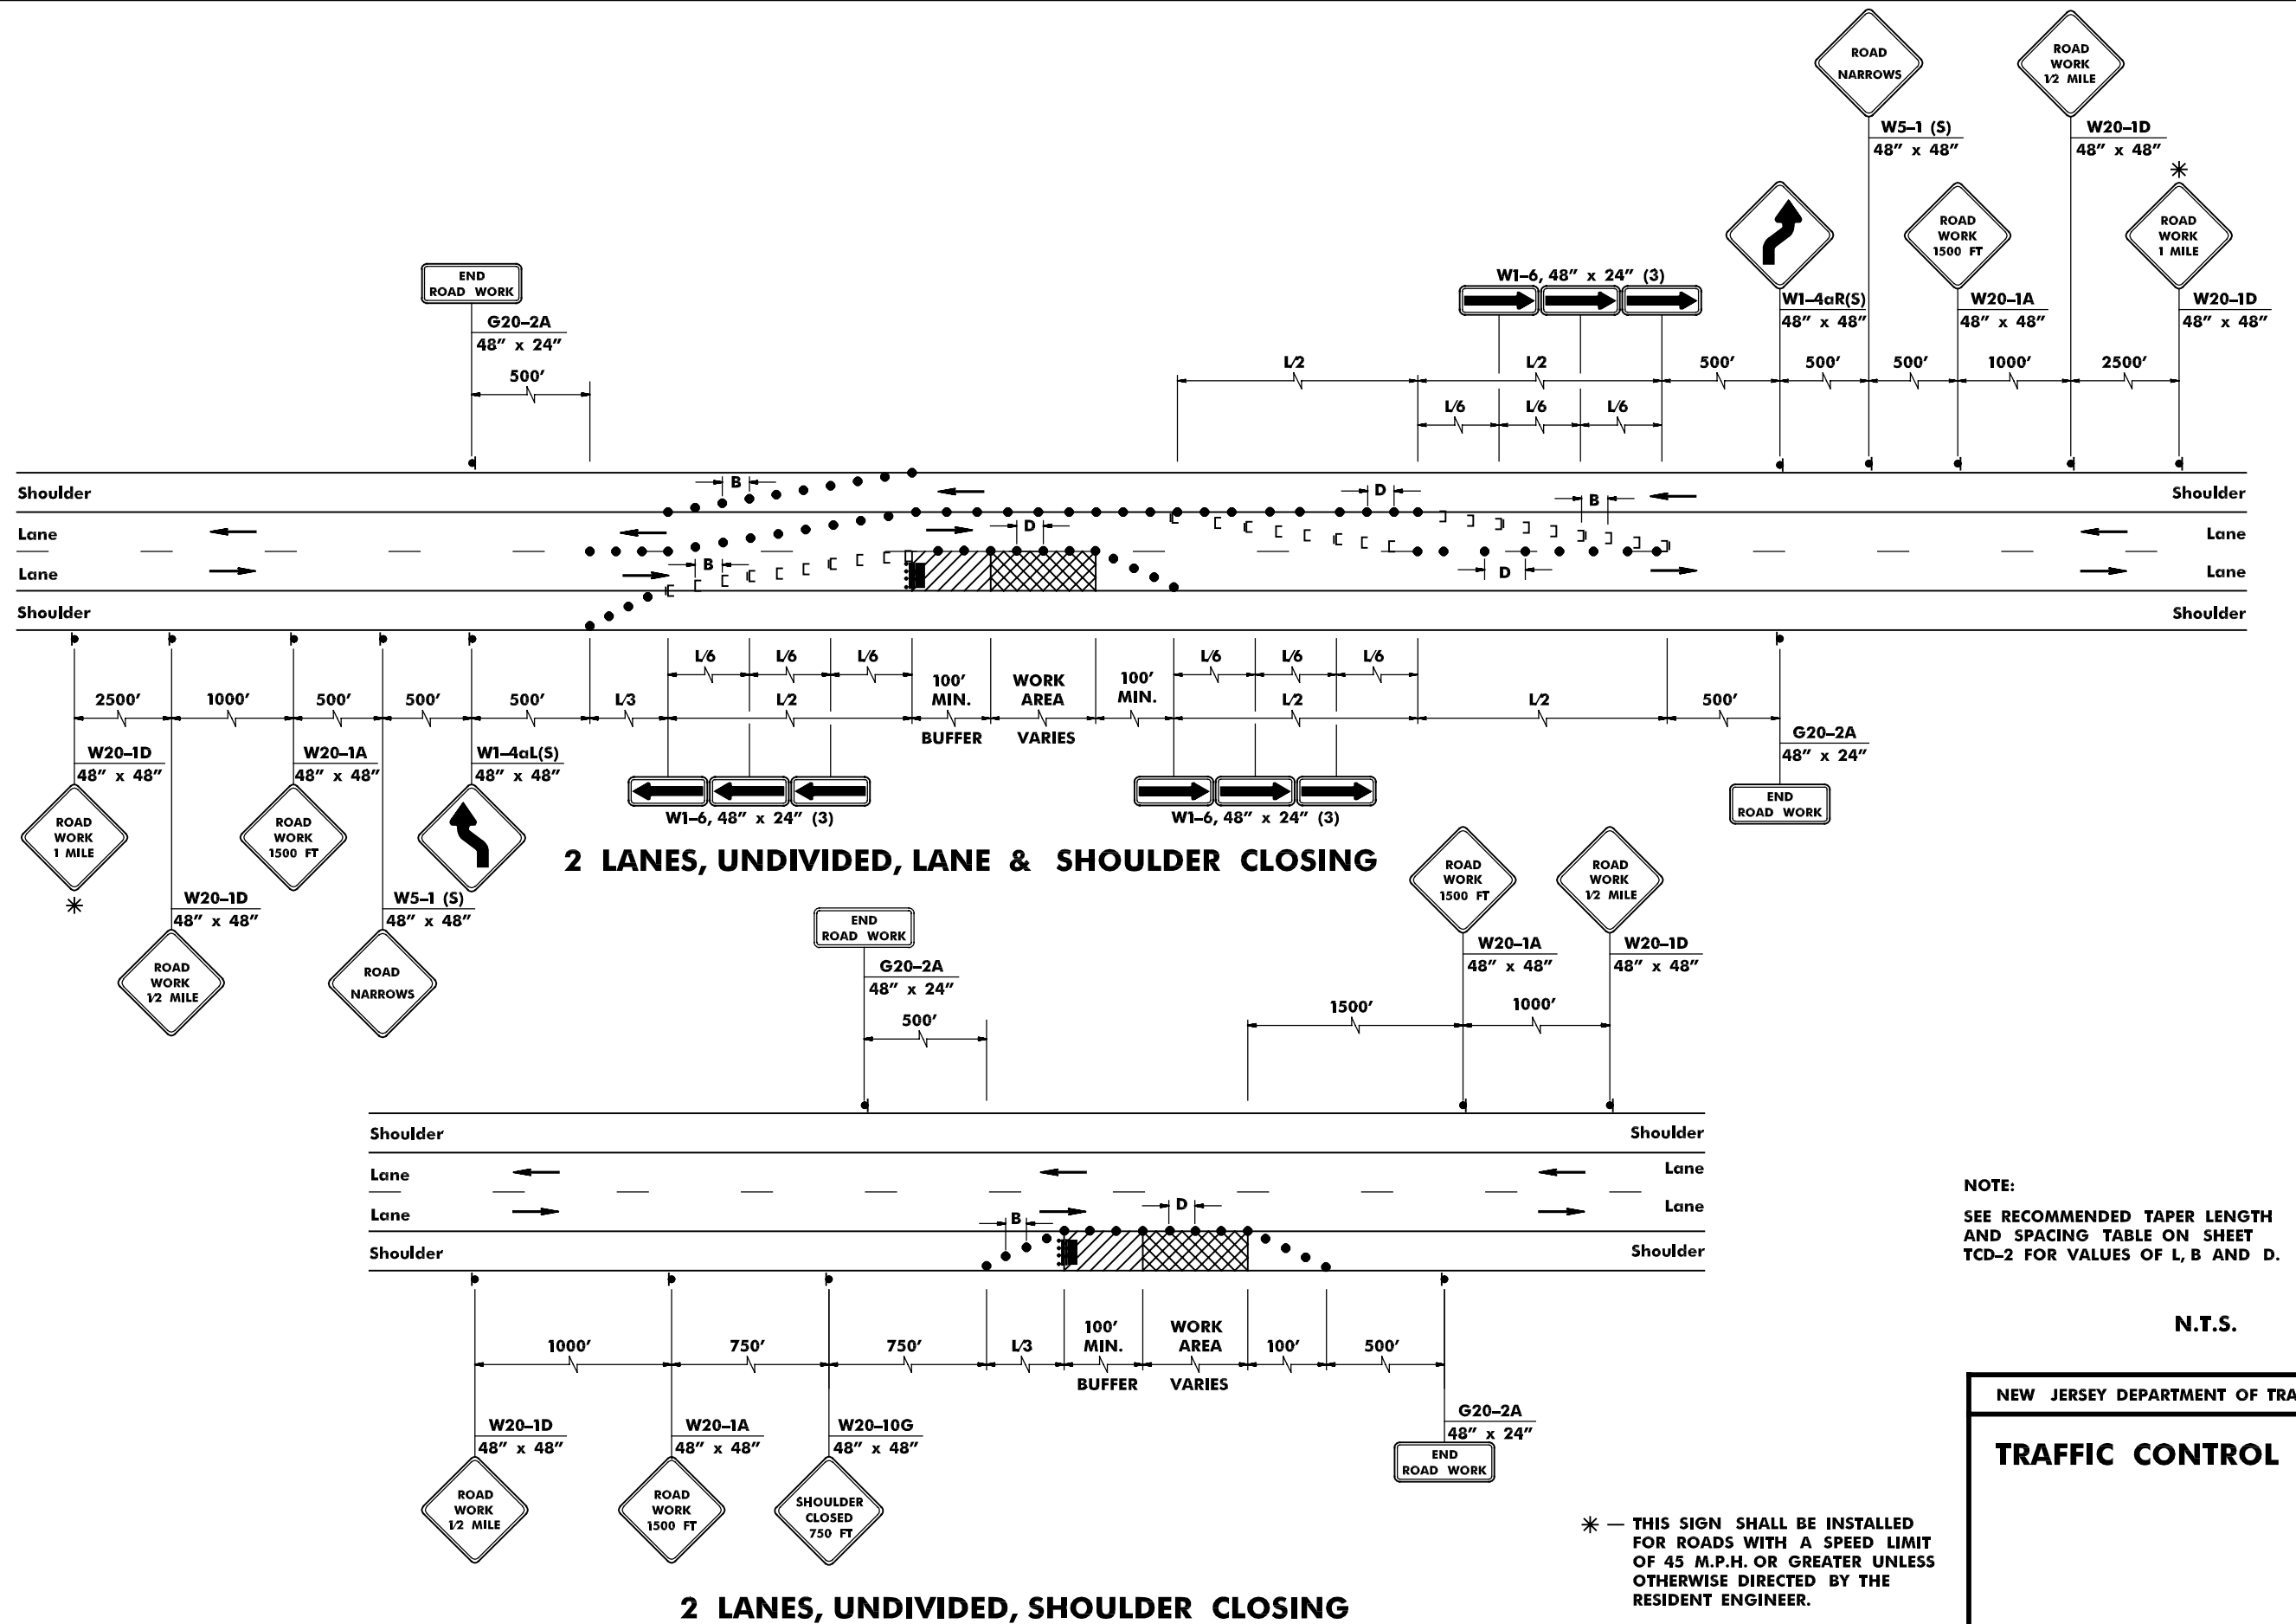 ROAD
NARROWS
W5-1 (S)
48" x 48"
ROAD
WORK
1/2 MILE
W20-1D
48" x 48"
W1-4aR(S)
48" x 48"
ROAD
WORK
1500 FT
W20-1A
48" x 48"
*
ROAD
WORK
1 MILE
W20-1D
48" x 48"
END
ROAD WORK
G20-2A
48" x 24"
500'
W1-6, 48" x 24" (3)
L/2
L/2
500'
500'
500'
1000'
2500'
L/6
L/6
L/6
Shoulder
B
D
B
Shoulder
Lane
D
Lane
Lane
B
D
Lane
Shoulder
Shoulder
L/6
L/6
L/6
L/6
L/6
L/6
2500'
1000'
500'
500'
500'
L/3
L/2
100'
MIN.
BUFFER
WORK
AREA
VARIES
100'
MIN.
L/2
L/2
500'
W20-1D
48" x 48"
ROAD
WORK
1 MILE
*
W20-1D
48" x 48"
ROAD
WORK
1/2 MILE
W20-1A
48" x 48"
ROAD
WORK
1500 FT
W5-1 (S)
48" x 48"
ROAD
NARROWS
W1-4aL(S)
48" x 48"
W1-6, 48" x 24" (3)
W1-6, 48" x 24" (3)
G20-2A
48" x 24"
END
ROAD WORK
2 LANES, UNDIVIDED, LANE & SHOULDER CLOSING
END
ROAD WORK
G20-2A
48" x 24"
500'
ROAD
WORK
1500 FT
W20-1A
48" x 48"
ROAD
WORK
1/2 MILE
W20-1D
48" x 48"
1500'
1000'
Shoulder
Shoulder
Lane
Lane
Lane
B
D
Lane
Shoulder
Shoulder
1000'
750'
750'
L/3
100'
MIN.
BUFFER
WORK
AREA
VARIES
100'
500'
W20-1D
48" x 48"
ROAD
WORK
1/2 MILE
W20-1A
48" x 48"
ROAD
WORK
1500 FT
W20-10G
48" x 48"
SHOULDER
CLOSED
750 FT
G20-2A
48" x 24"
END
ROAD WORK
2 LANES, UNDIVIDED, SHOULDER CLOSING
* — THIS SIGN SHALL BE INSTALLED
FOR ROADS WITH A SPEED LIMIT
OF 45 M.P.H. OR GREATER UNLESS
OTHERWISE DIRECTED BY THE
RESIDENT ENGINEER.
NOTE:
SEE RECOMMENDED TAPER LENGTH
AND SPACING TABLE ON SHEET
TCD-2 FOR VALUES OF L, B AND D.
N.T.S.
NEW JERSEY DEPARTMENT OF TRA
TRAFFIC CONTROL